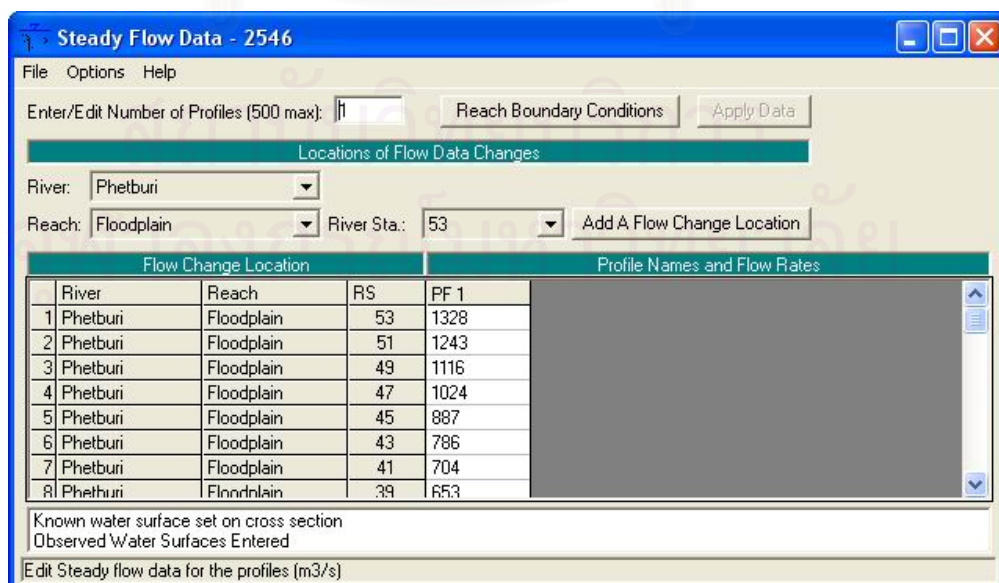 Steady Flow Data - 2546
File Options Help
Enter/Edit Number of Profiles (500 max): 1 Reach Boundary Conditions Apply Data
Locations of Flow Data Changes
River: Phetburi
Reach: Floodplain River Sta.: 53 Add A Flow Change Location
Flow Change Location Profile Names and Flow Rates
River Reach RS PF 1
1 Phetburi Floodplain 53 1328
2 Phetburi Floodplain 51 1243
3 Phetburi Floodplain 49 1116
4 Phetburi Floodplain 47 1024
5 Phetburi Floodplain 45 887
6 Phetburi Floodplain 43 786
7 Phetburi Floodplain 41 704
8 Phetburi Floodplain 39 653
Known water surface set on cross section
Observed Water Surfaces Entered
Edit Steady flow data for the profiles (m3/s)